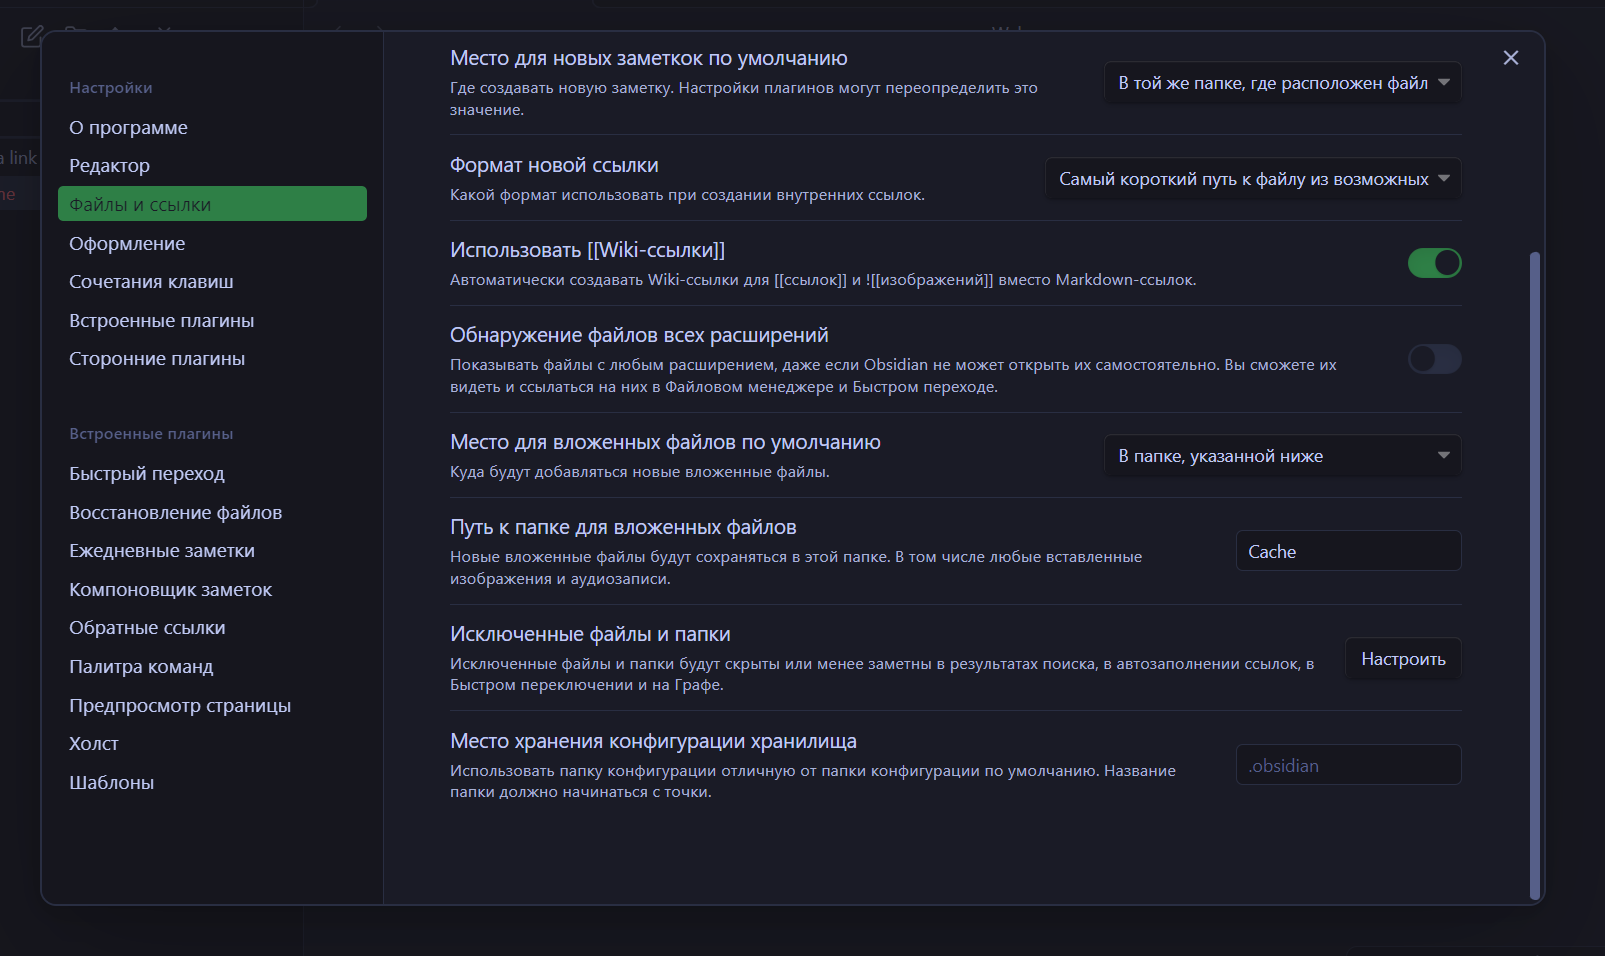 a link
Настройки
О программе
Редактор
Файлы и ссылки
Оформление
Сочетания клавиш
Встроенные плагины
Сторонние плагины
Встроенные плагины
Быстрый переход
Восстановление файлов
Ежедневные заметки
Компоновщик заметок
Обратные ссылки
Палитра команд
Предпросмотр страницы
Холст
Шаблоны
Место для новых заметкок по умолчанию
Где создавать новую заметку. Настройки плагинов могут переопределить это
значение.
В той же папке, где расположен файл
Формат новой ссылки
Какой формат использовать при создании внутренних ссылок.
Самый короткий путь к файлу из возможных
Использовать [[Wiki-ссылки]]
Автоматически создавать Wiki-ссылки для [[ссылок]] и ![[изображений]] вместо Markdown-ссылок.
Обнаружение файлов всех расширений
Показывать файлы с любым расширением, даже если Obsidian не может открыть их самостоятельно. Вы сможете их
видеть и ссылаться на них в Файловом менеджере и Быстром переходе.
Место для вложенных файлов по умолчанию
Куда будут добавляться новые вложенные файлы.
В папке, указанной ниже
Путь к папке для вложенных файлов
Новые вложенные файлы будут сохраняться в этой папке. В том числе любые вставленные
изображения и аудиозаписи.
Cache
Исключенные файлы и папки
Исключенные файлы и папки будут скрыты или менее заметны в результатах поиска, в автозаполнении ссылок, в
Быстром переключении и на Графе.
Настроить
Место хранения конфигурации хранилища
Использовать папку конфигурации отличную от папки конфигурации по умолчанию. Название
папки должно начинаться с точки.
.obsidian